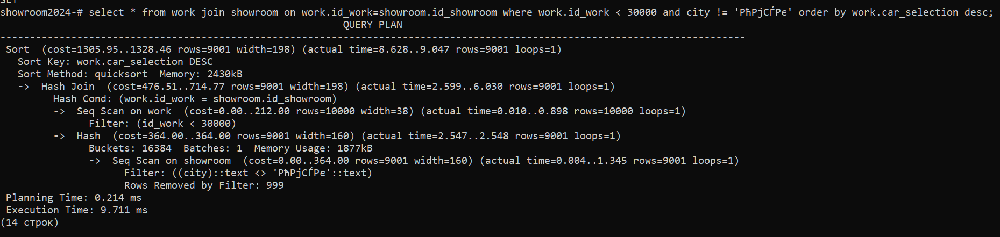 SET
showroom2024-# select * from work join showroom on work.id_work=showroom.id_showroom where work.id_work < 30000 and city != 'РћРјСЃРє' order by work.car_selection desc;
QUERY PLAN
------------------------------------------------------------------------------------------------------------------------------
Sort  (cost=1305.95..1328.46 rows=9001 width=198) (actual time=8.628..9.047 rows=9001 loops=1)
Sort Key: work.car_selection DESC
Sort Method: quicksort  Memory: 2430kB
->  Hash Join  (cost=476.51..714.77 rows=9001 width=198) (actual time=2.599..6.030 rows=9001 loops=1)
Hash Cond: (work.id_work = showroom.id_showroom)
->  Seq Scan on work  (cost=0.00..212.00 rows=10000 width=38) (actual time=0.010..0.898 rows=10000 loops=1)
Filter: (id_work < 30000)
->  Hash  (cost=364.00..364.00 rows=9001 width=160) (actual time=2.547..2.548 rows=9001 loops=1)
Buckets: 16384  Batches: 1  Memory Usage: 1877kB
->  Seq Scan on showroom  (cost=0.00..364.00 rows=9001 width=160) (actual time=0.004..1.345 rows=9001 loops=1)
Filter: ((city)::text <> 'РћРјСЃРє'::text)
Rows Removed by Filter: 999
Planning Time: 0.214 ms
Execution Time: 9.711 ms
(14 строк)